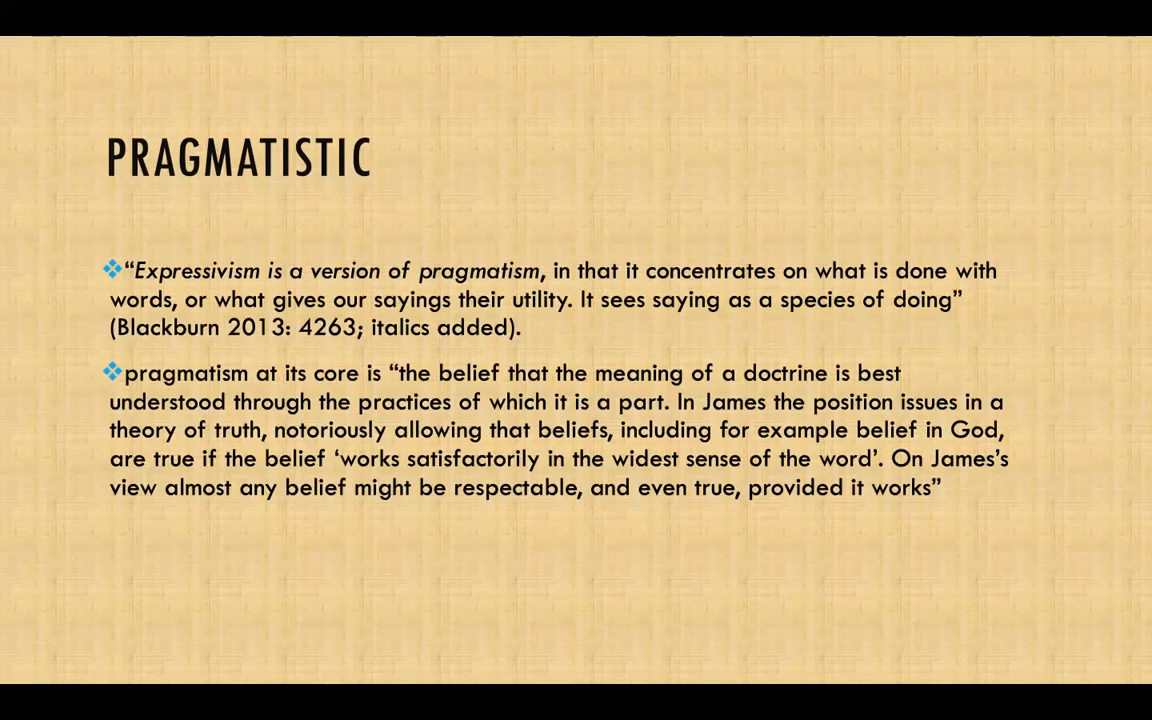 PRAGMATISTIC
“Expressivism is a version of pragmatism, in that it concentrates on what is done with
words, or what gives our sayings their utility. It sees saying as a species of doing”
(Blackburn 2013: 4263; italics added).
pragmatism at its core is “the belief that the meaning of a doctrine is best
understood through the practices of which it is a part. In James the position issues in a
theory of truth, notoriously allowing that beliefs, including for example belief in God,
are true if the belief ‘works satisfactorily in the widest sense of the word’. On James’s
view almost any belief might be respectable, and even true, provided it works”